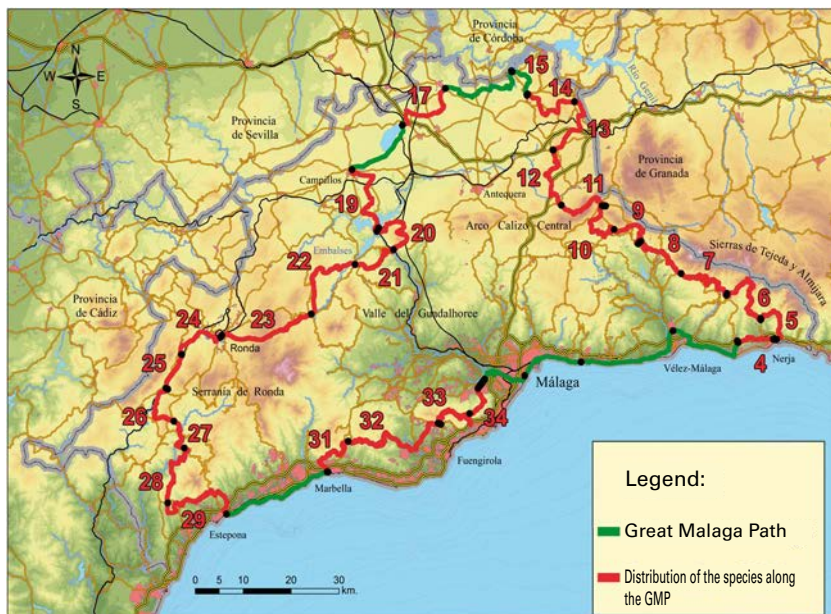 Provincia
de Córdoba
N
W E
S
15
17
14
Río Genil
Provincia
de Sevilla
13
Provincia
de Granada
Campillos
12
Antequera
11
19
9
20
Arco Calizo Central
10
Sierras de Tejeda y Almijara
8
Embalses
22
21
7
Provincia
de Cádiz
6
24
23
Valle del Guadalhorce
5
Ronda
4
Nerja
Vélez-Málaga
25
Málaga
Serranía de Ronda
26
33
32
34
27
31
Fuengirola
28
Marbella
29
Estepona
0 5 10 20 30
km.
Legend:
Great Malaga Path
Distribution of the species along
the GMP